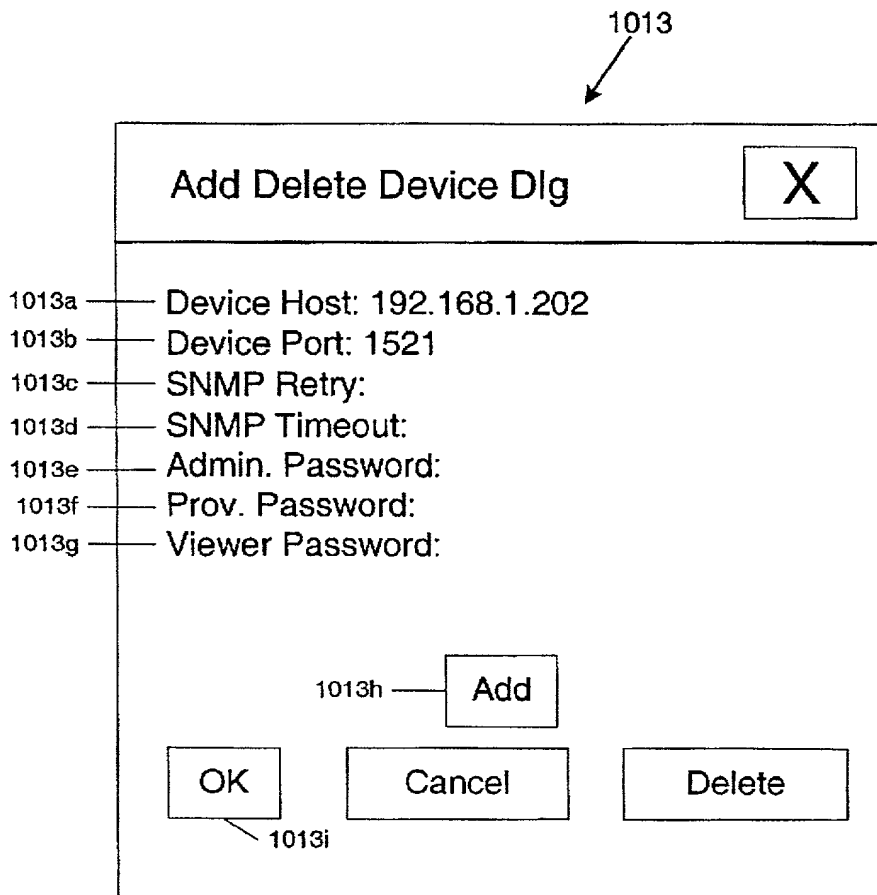 1013
Add Delete Device Dlg X
1013a Device Host: 192.168.1.202
1013b Device Port: 1521
1013c SNMP Retry:
1013d SNMP Timeout:
1013e Admin. Password:
1013f Prov. Password:
1013g Viewer Password:
1013h Add
OK Cancel Delete
1013i